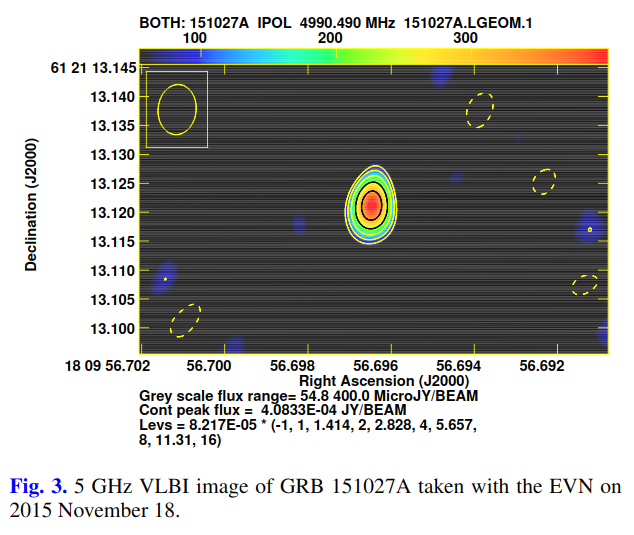 BOTH: 151027A IPOL 4990.490 MHz 151027A.LGEOM.1
100 200 300
61 21 13.145
13.140
13.135
13.130
13.125
13.120
13.115
13.110
13.105
13.100
Declination (J2000)
18 09 56.702 56.700 56.698 56.696 56.694 56.692
Right Ascension (J2000)
Grey scale flux range= 54.8 400.0 MicroJY/BEAM
Cont peak flux = 4.0833E-04 JY/BEAM
Levs = 8.217E-05 * (-1, 1, 1.414, 2, 2.828, 4, 5.657,
8, 11.31, 16)
Fig. 3. 5 GHz VLBI image of GRB 151027A taken with the EVN on
2015 November 18.